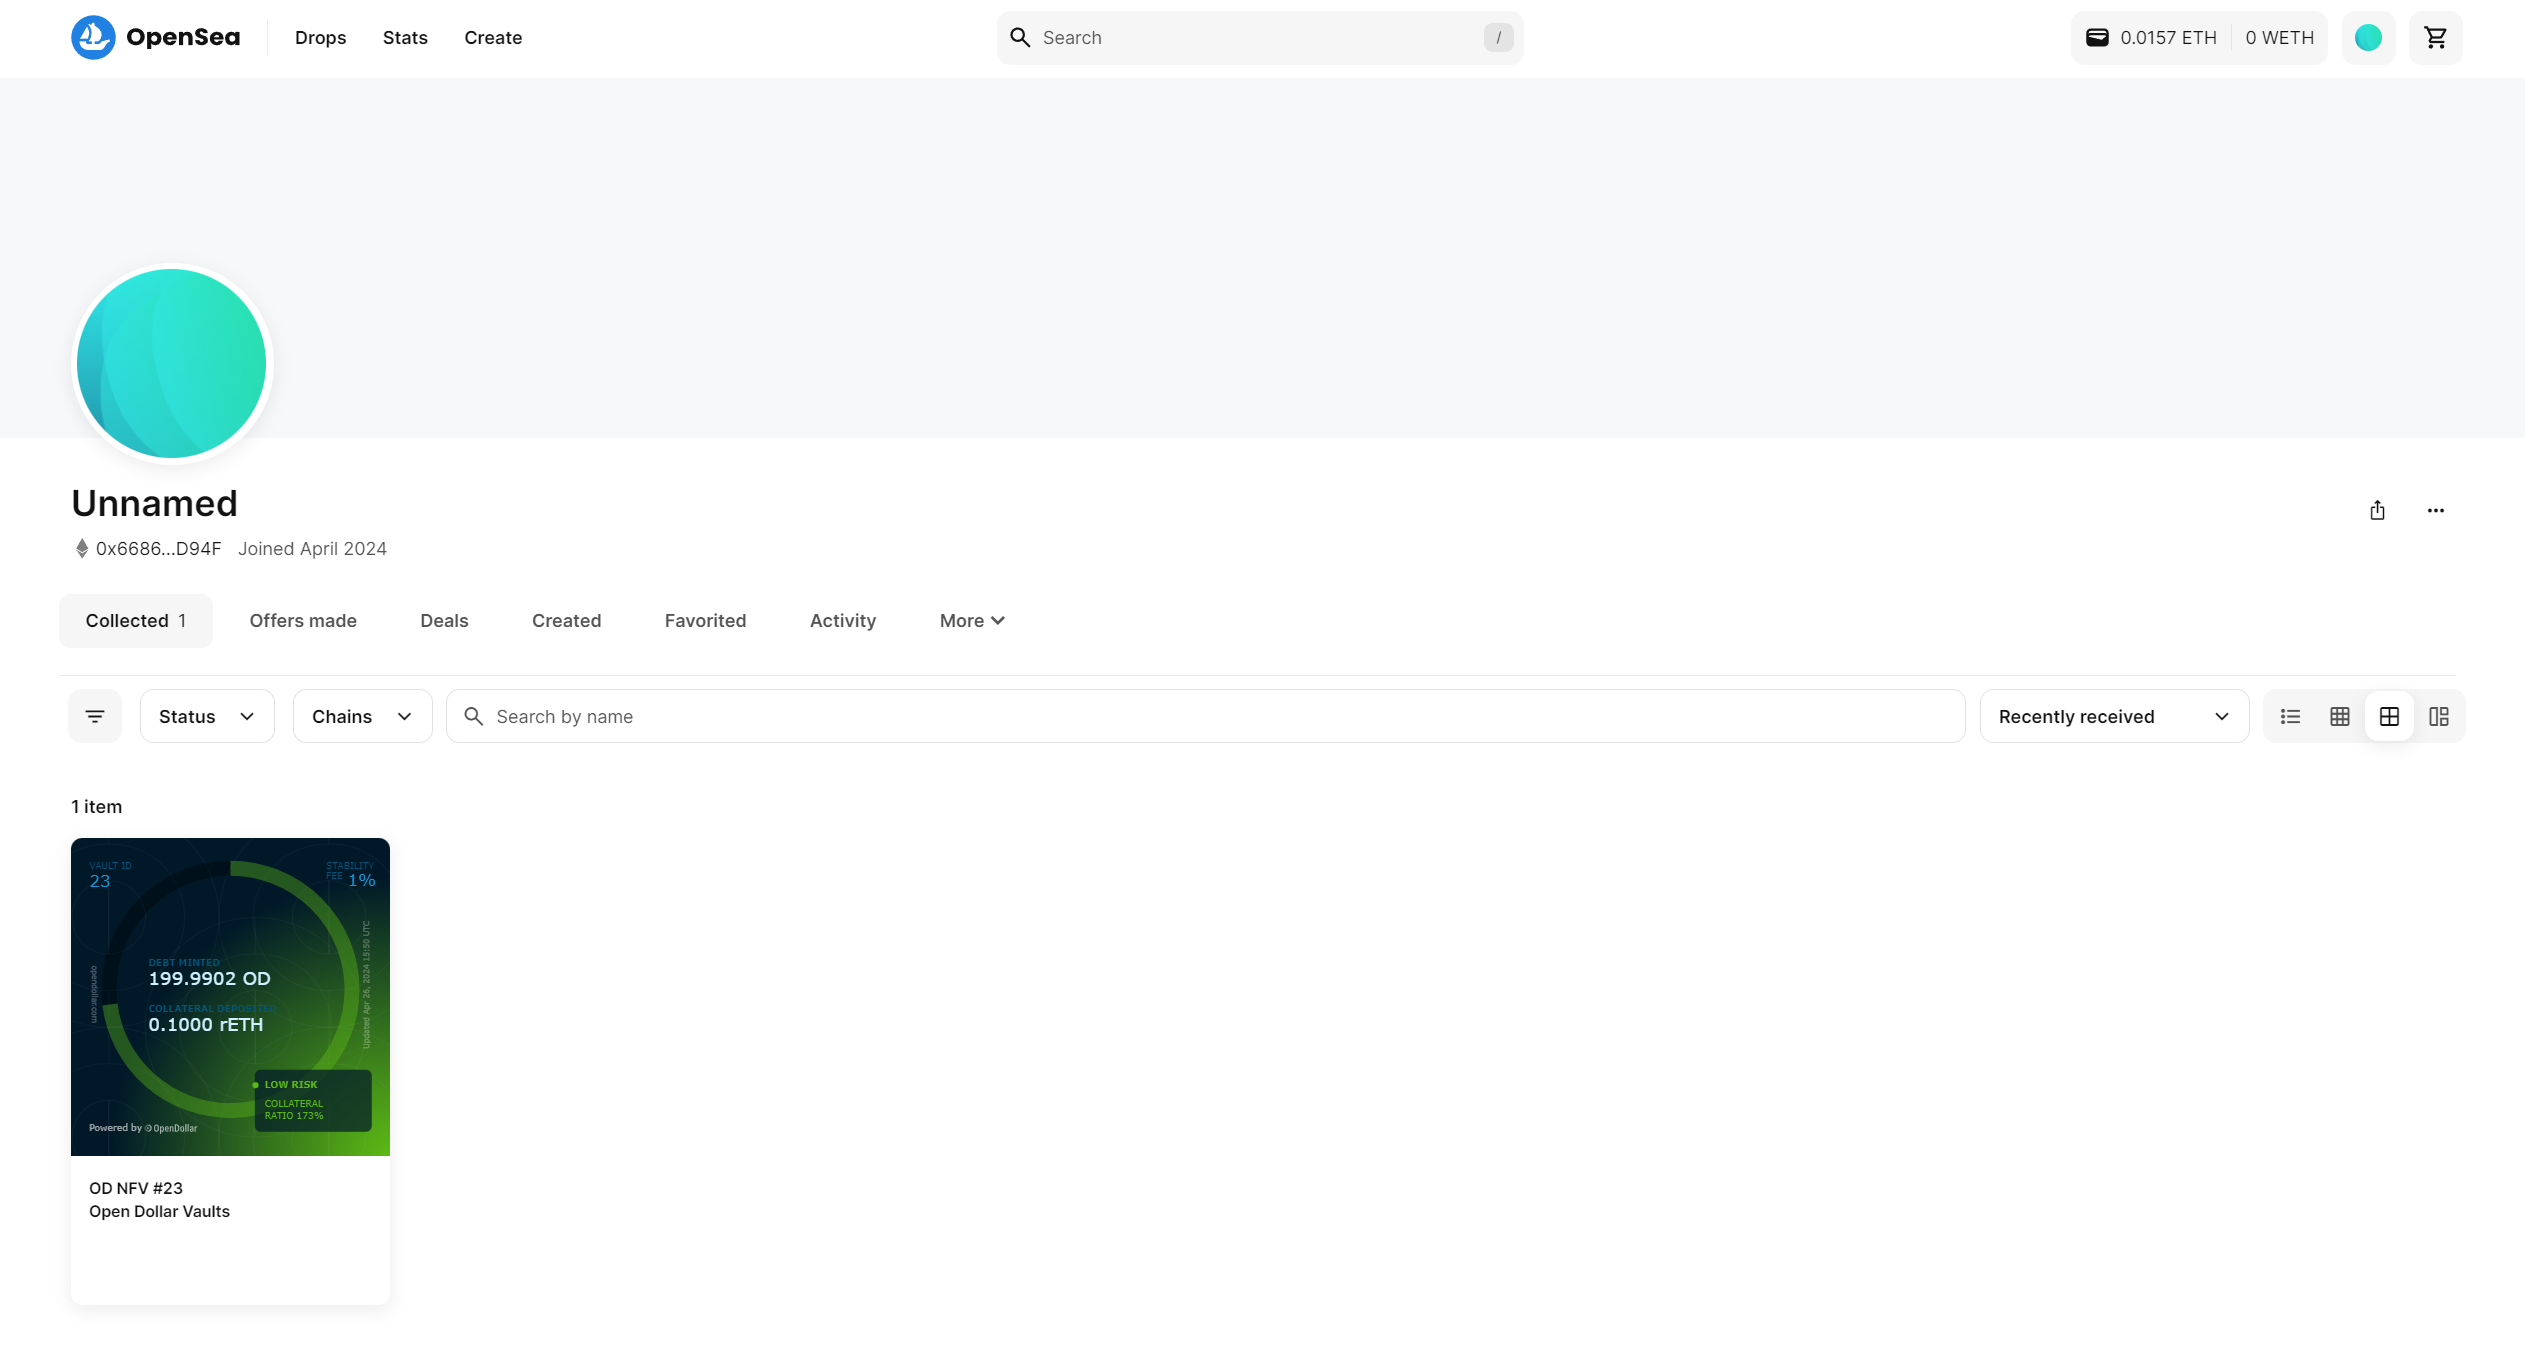 OpenSea
Drops
Stats
Create
Search
/
0.0157 ETH
0 WETH
Unnamed
0x6686...D94F
Joined April 2024
Collected 1
Offers made
Deals
Created
Favorited
Activity
More
Status
Chains
Search by name
Recently received
1 item
VAULT ID
23
STABILITY
FEE 1%
opendollar.com
Updated Apr 26, 2024 15:50 UTC
DEBT MINTED
199.9902 OD
COLLATERAL DEPOSITED
0.1000 rETH
LOW RISK
COLLATERAL
RATIO 173%
Powered by OpenDollar
OD NFV #23
Open Dollar Vaults